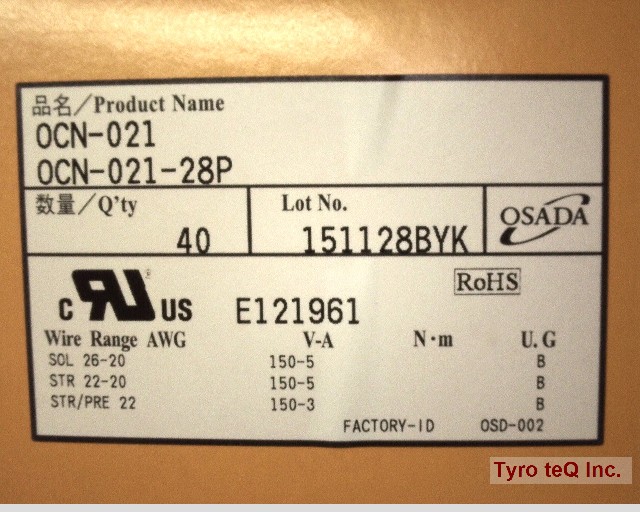 品名/Product Name
OCN-021
OCN-021-28P
数量/Q'ty 40
Lot No. 151128BYK
OSADA
c RU US ® E121961 RoHS
Wire Range AWG V-A N·m U.G
SOL 26-20 150-5 B
STR 22-20 150-5 B
STR/PRE 22 150-3 B
FACTORY-ID OSD-002
Tyro teQ Inc.